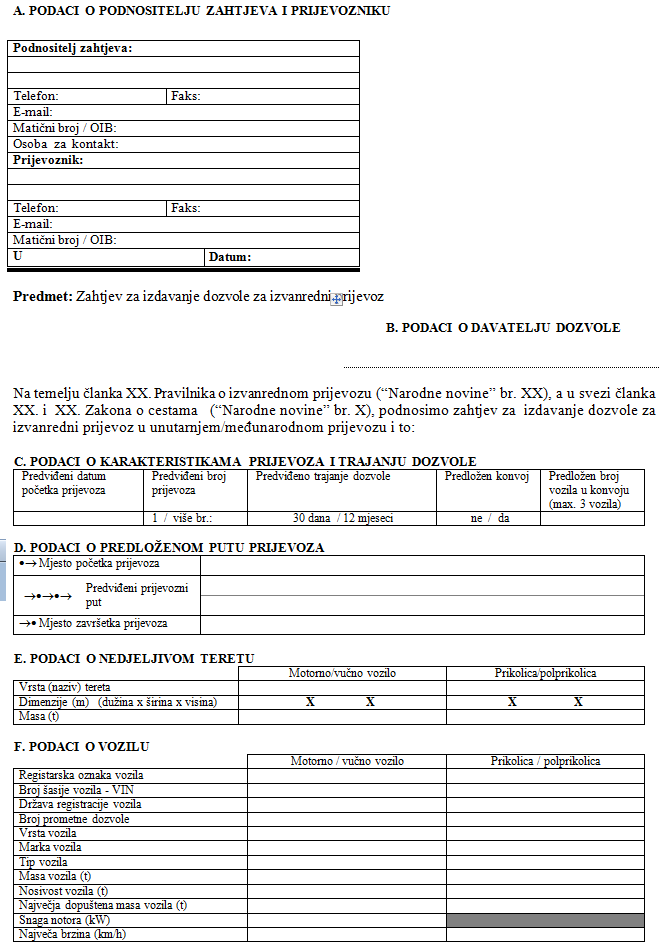 A. PODACI O PODNOSITELJU ZAHTJEVA I PRIJEVOZNIKU
Podnositelj zahtjeva:
Telefon: Faks:
E-mail:
Matični broj / OIB:
Osoba za kontakt:
Prijevoznik:
Telefon: Faks:
E-mail:
Matični broj / OIB:
U Datum:
Predmet: Zahtjev za izdavanje dozvole za izvanredni prijevoz
B. PODACI O DAVATELJU DOZVOLE
Na temelju članka XX. Pravilnika o izvanrednom prijevozu (“Narodne novine” br. XX), a u svezi članka
XX. i XX. Zakona o cestama (“Narodne novine” br. X), podnosimo zahtjev za izdavanje dozvole za
izvanredni prijevoz u unutarnjem/međunarodnom prijevozu i to:
C. PODACI O KARAKTERISTIKAMA PRIJEVOZA I TRAJANJU DOZVOLE
Predviđeni datum početka prijevoza Predviđeni broj prijevoza Predviđeno trajanje dozvole Predložen konvoj Predložen broj vozila u konvoju (max. 3 vozila)
1 / više br.: 30 dana / 12 mjeseci ne / da
D. PODACI O PREDLOŽENOM PUTU PRIJEVOZA
•→ Mjesto početka prijevoza
→•→•→ Predviđeni prijevozni
put
→• Mjesto završetka prijevoza
E. PODACI O NEDJELJIVOM TERETU
Motorno/vučno vozilo Prikolica/polprikolica
Vrsta (naziv) tereta
Dimenzije (m) (dužina x širina x visina) X X X X
Masa (t)
F. PODACI O VOZILU
Motorno / vučno vozilo Prikolica / polprikolica
Registarska oznaka vozila
Broj šasije vozila - VIN
Država registracije vozila
Broj prometne dozvole
Vrsta vozila
Marka vozila
Tip vozila
Masa vozila (t)
Nosivost vozila (t)
Največja dopuštena masa vozila (t)
Snaga notora (kW)
Največa brzina (km/h)